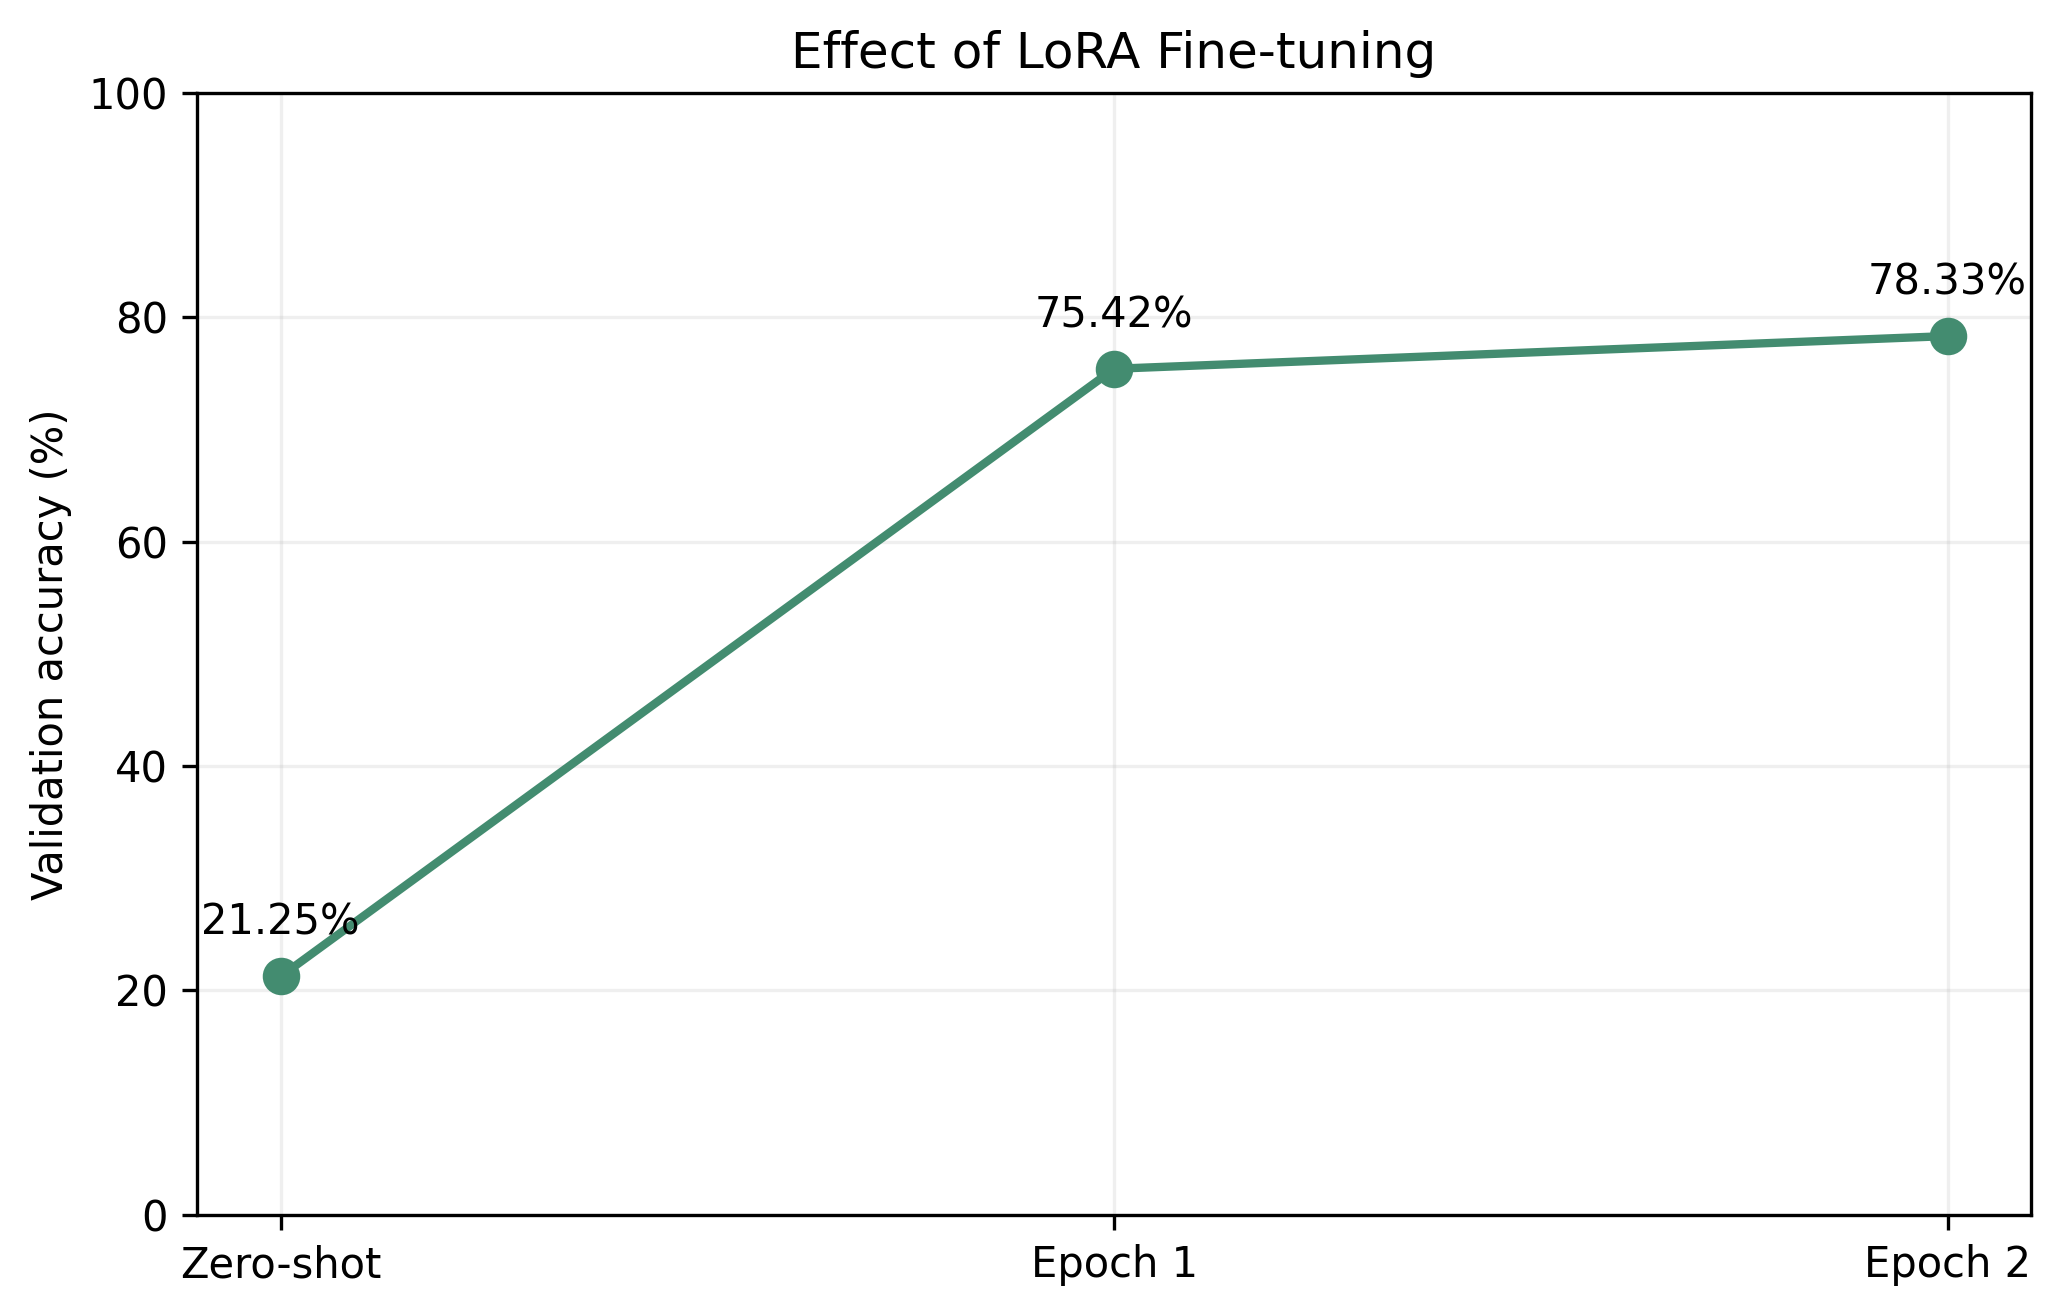 Effect of LoRA Fine-tuning
Validation accuracy (%)
100
80
60
40
20
0
21.25%
75.42%
78.33%
Zero-shot
Epoch 1
Epoch 2